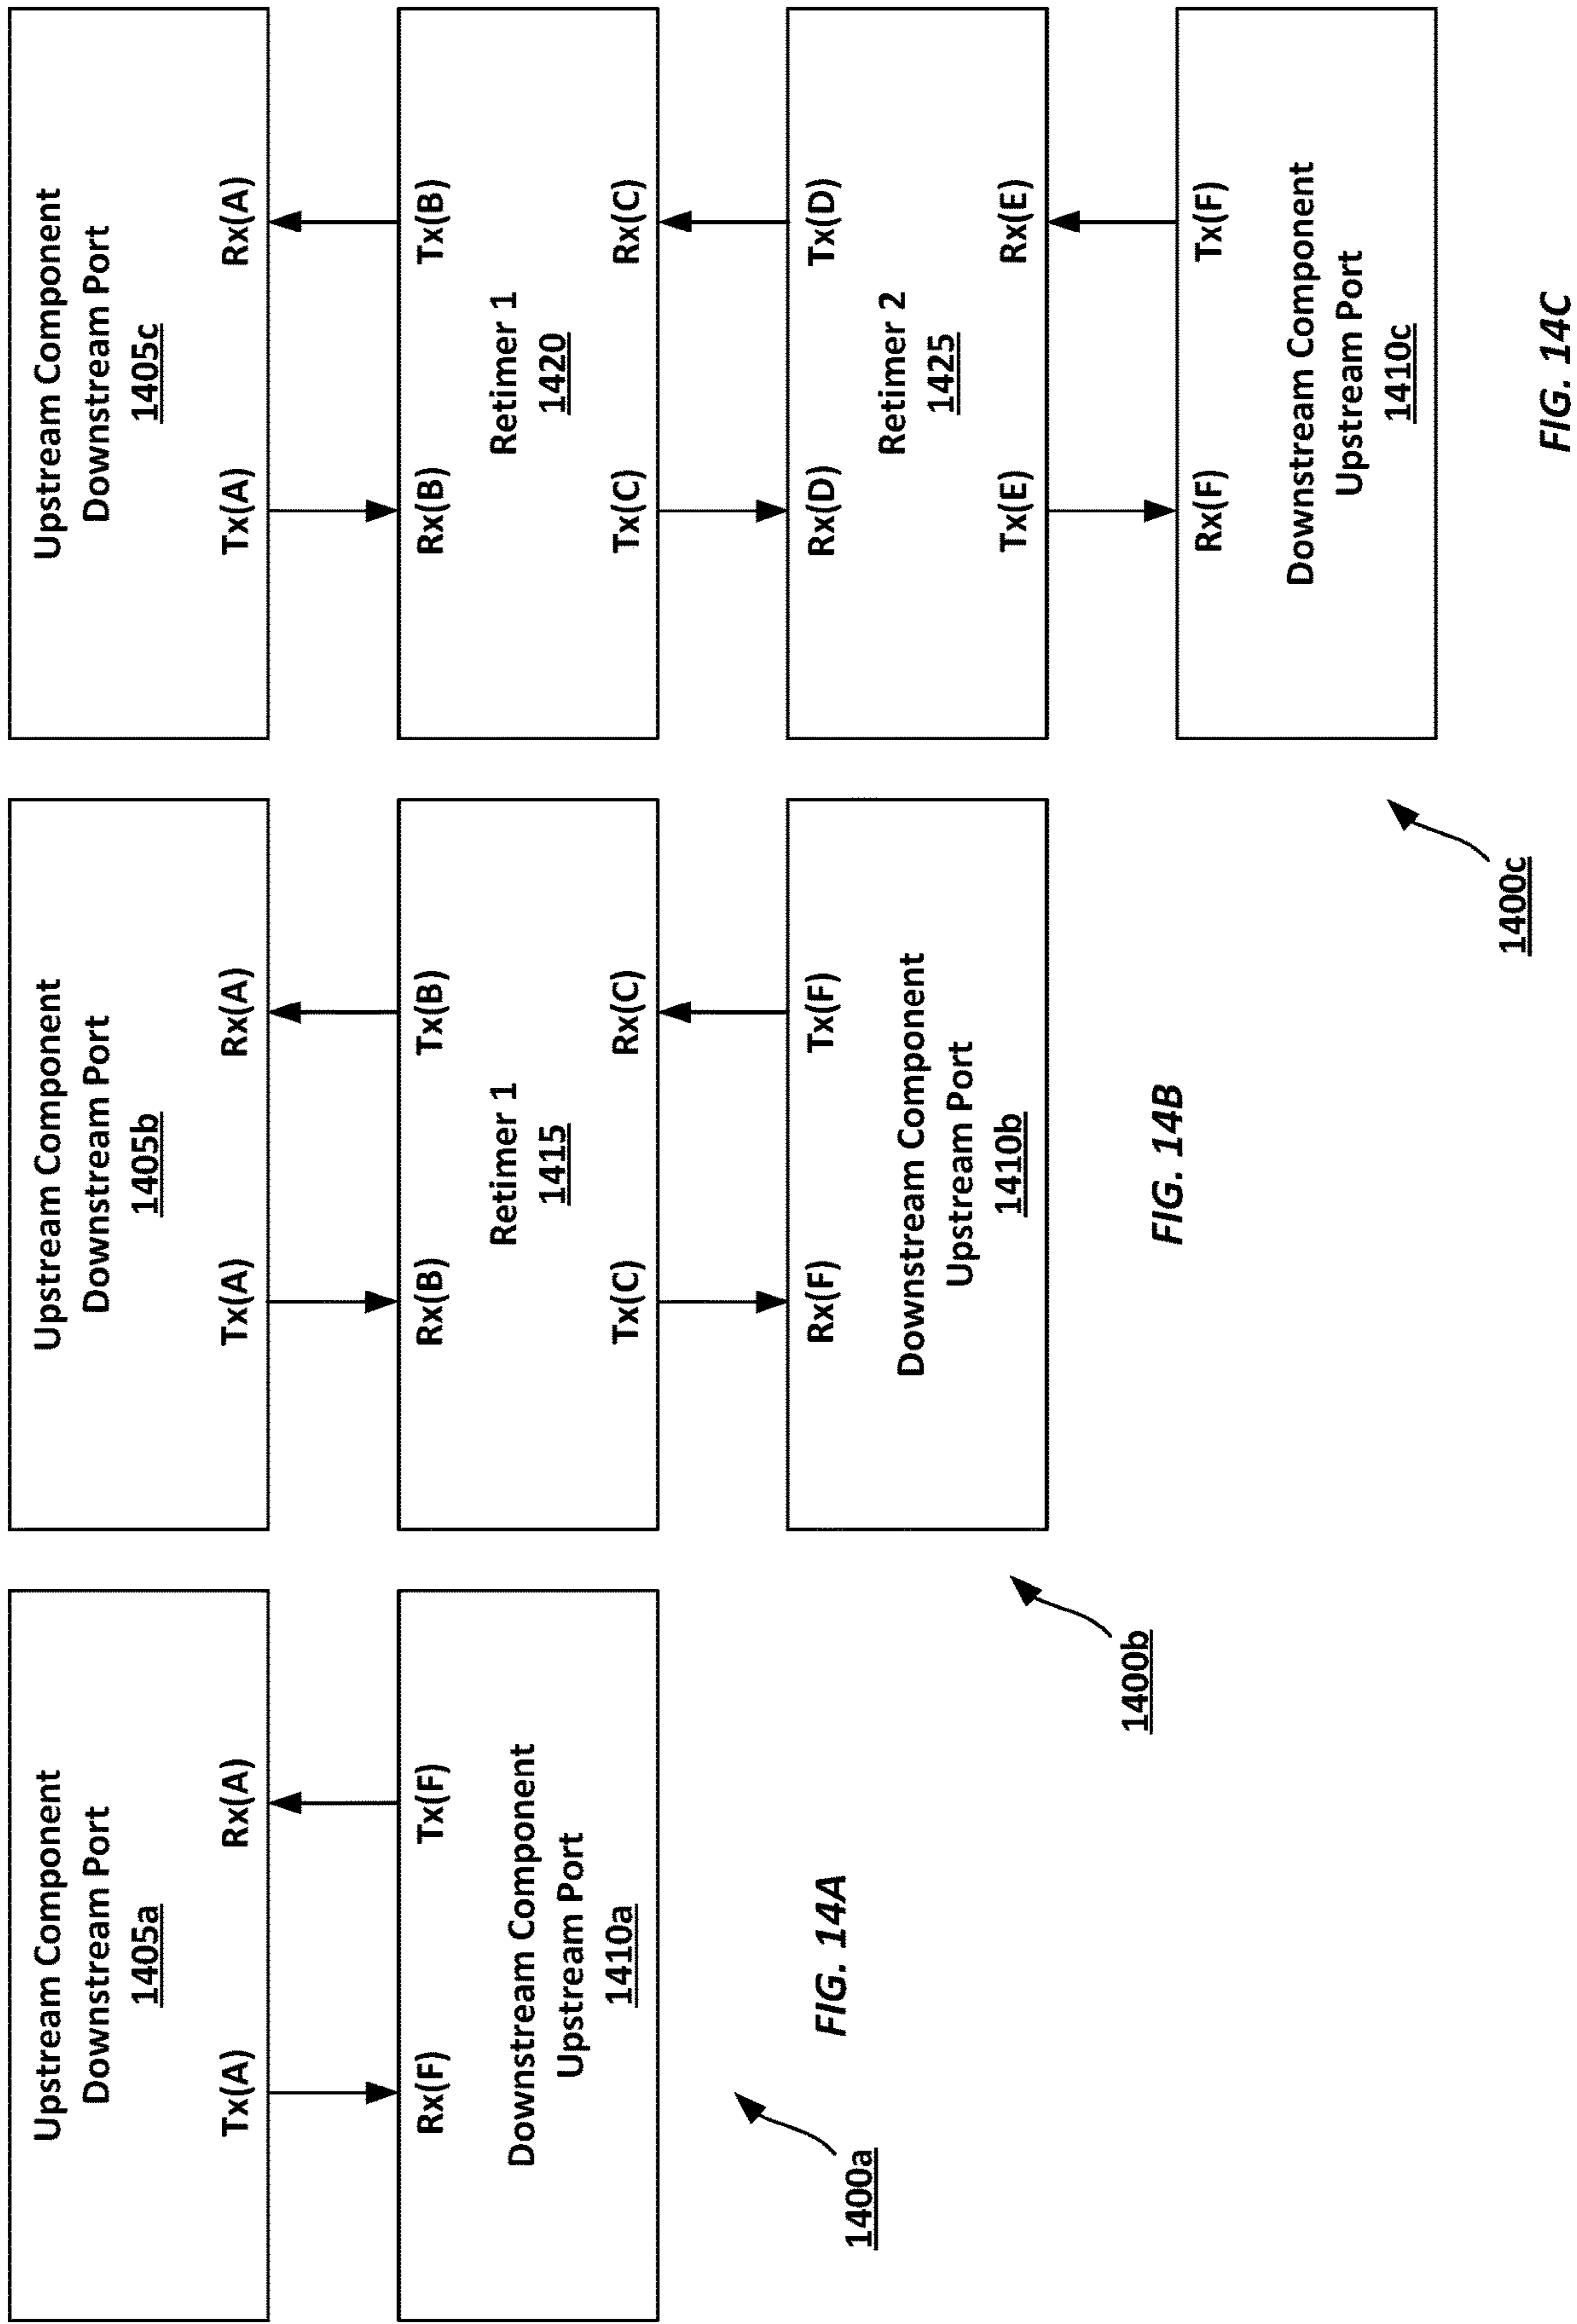 Upstream Component
Downstream Port
1405a
Tx(A)
Rx(A)
Rx(F)
Tx(F)
Downstream Component
Upstream Port
1410a
1400a
FIG. 14A
Upstream Component
Downstream Port
1405b
Tx(A)
Rx(A)
Rx(B)
Tx(B)
Retimer 1
1415
Tx(C)
Rx(C)
Rx(F)
Tx(F)
Downstream Component
Upstream Port
1410b
1400b
FIG. 14B
Upstream Component
Downstream Port
1405c
Tx(A)
Rx(A)
Rx(B)
Tx(B)
Retimer 1
1420
Tx(C)
Rx(C)
Rx(D)
Tx(D)
Retimer 2
1425
Tx(E)
Rx(E)
Rx(F)
Tx(F)
Downstream Component
Upstream Port
1410c
1400c
FIG. 14C